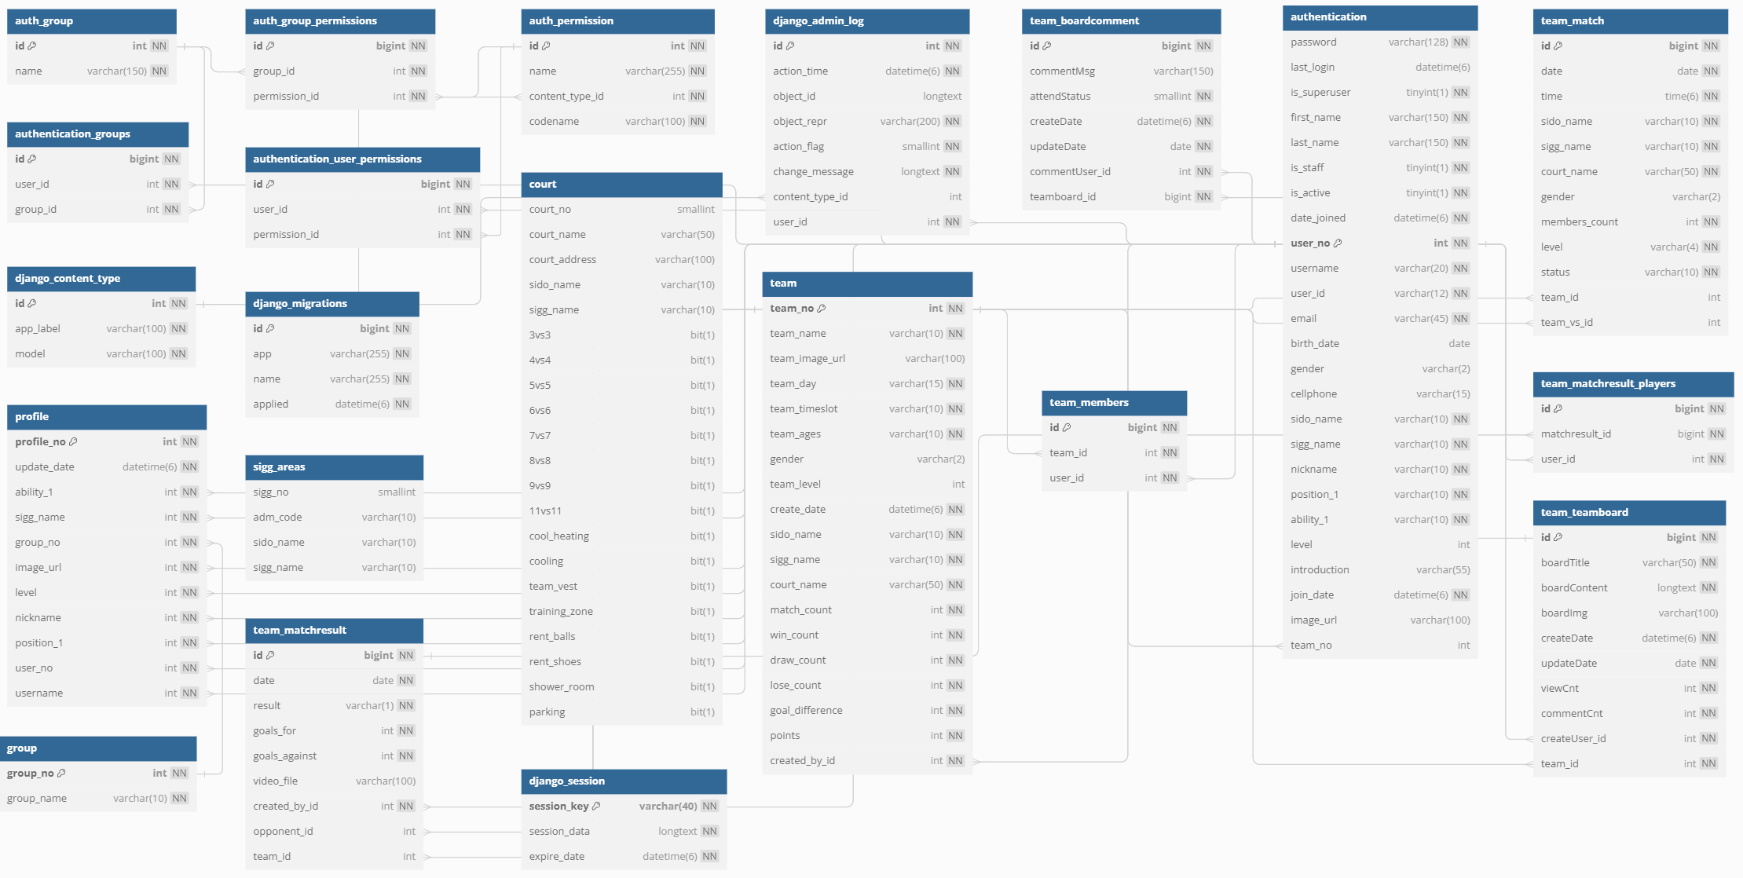 auth_group
id int NN
name varchar(150) NN
auth_group_permissions
id bigint NN
group_id int NN
permission_id int NN
auth_permission
id int NN
name varchar(255) NN
content_type_id int NN
codename varchar(100) NN
django_admin_log
id int NN
action_time datetime(6) NN
object_id longtext
object_repr varchar(200) NN
action_flag smallint NN
change_message longtext NN
content_type_id int
user_id int NN
team_boardcomment
id bigint NN
commentMsg varchar(150)
attendStatus smallint NN
createDate datetime(6) NN
updateDate date NN
commentUser_id int NN
teamboard_id bigint NN
authentication
password varchar(128) NN
last_login datetime(6)
is_superuser tinyint(1) NN
first_name varchar(150) NN
last_name varchar(150) NN
is_staff tinyint(1) NN
is_active tinyint(1) NN
date_joined datetime(6) NN
user_no int NN
username varchar(20) NN
user_id varchar(12) NN
email varchar(45) NN
birth_date date
gender varchar(2)
cellphone varchar(15)
sido_name varchar(10) NN
sigg_name varchar(10) NN
nickname varchar(10) NN
position_1 varchar(10) NN
ability_1 varchar(10) NN
level int
introduction varchar(55)
join_date datetime(6) NN
image_url varchar(100)
team_no int
team_match
id bigint NN
date date NN
time time(6) NN
sido_name varchar(10) NN
sigg_name varchar(10) NN
court_name varchar(50) NN
gender varchar(2)
members_count int NN
level varchar(4) NN
status varchar(10) NN
team_id int
team_vs_id int
authentication_groups
id bigint NN
user_id int NN
group_id int NN
authentication_user_permissions
id bigint NN
user_id int NN
permission_id int NN
court
court_no smallint
court_name varchar(50)
court_address varchar(100)
sido_name varchar(10)
sigg_name varchar(10)
3vs3 bit(1)
4vs4 bit(1)
5vs5 bit(1)
6vs6 bit(1)
7vs7 bit(1)
8vs8 bit(1)
9vs9 bit(1)
11vs11 bit(1)
cool_heating bit(1)
cooling bit(1)
team_vest bit(1)
training_zone bit(1)
rent_balls bit(1)
rent_shoes bit(1)
shower_room bit(1)
parking bit(1)
django_content_type
id int NN
app_label varchar(100) NN
model varchar(100) NN
django_migrations
id bigint NN
app varchar(255) NN
name varchar(255) NN
applied datetime(6) NN
team
team_no int NN
team_name varchar(10) NN
team_image_url varchar(100)
team_day varchar(15) NN
team_timeslot varchar(10) NN
team_ages varchar(10) NN
gender varchar(2)
team_level int
create_date datetime(6) NN
sido_name varchar(10) NN
sigg_name varchar(10) NN
court_name varchar(50) NN
match_count int NN
win_count int NN
draw_count int NN
lose_count int NN
goal_difference int NN
points int NN
created_by_id int NN
team_members
id bigint NN
team_id int NN
user_id int NN
team_matchresult_players
id bigint NN
matchresult_id bigint NN
user_id int NN
profile
profile_no int NN
update_date datetime(6) NN
ability_1 int NN
sigg_name int NN
group_no int NN
image_url int NN
level int NN
nickname int NN
position_1 int NN
user_no int NN
username int NN
sigg_areas
sigg_no smallint
adm_code varchar(10)
sido_name varchar(10)
sigg_name varchar(10)
team_teamboard
id bigint NN
boardTitle varchar(50) NN
boardContent longtext NN
boardImg varchar(100)
createDate datetime(6) NN
updateDate date NN
viewCnt int NN
commentCnt int NN
createUser_id int NN
team_id int NN
team_matchresult
id bigint NN
date date NN
result varchar(1) NN
goals_for int NN
goals_against int NN
video_file varchar(100)
created_by_id int NN
opponent_id int
team_id int
group
group_no int NN
group_name varchar(10) NN
django_session
session_key varchar(40) NN
session_data longtext NN
expire_date datetime(6) NN